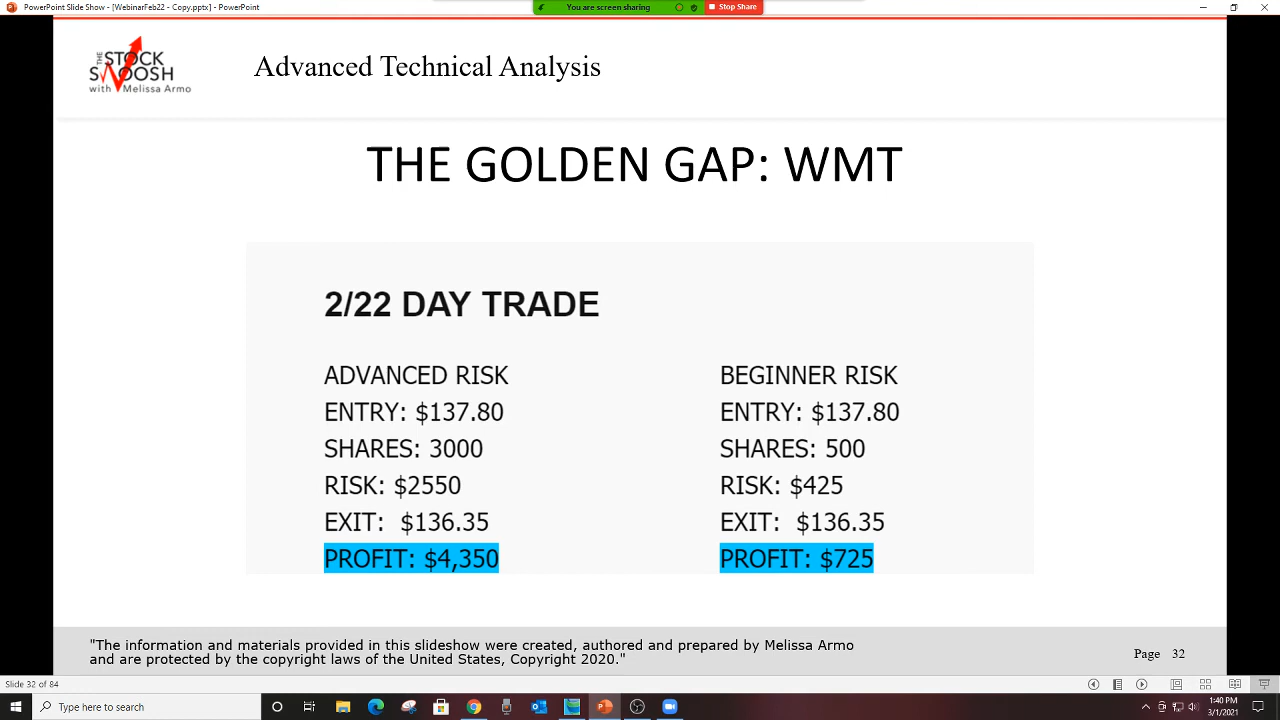 PowerPoint Slide Show - [WebinarFeb22 - Copy.pptx] - PowerPoint
You are screen sharing
Stop Share
THE
STOCK
SWOOSH
with Melissa Armo
Advanced Technical Analysis
THE GOLDEN GAP: WMT
2/22 DAY TRADE
ADVANCED RISK
ENTRY: $137.80
SHARES: 3000
RISK: $2550
EXIT: $136.35
PROFIT: $4,350
BEGINNER RISK
ENTRY: $137.80
SHARES: 500
RISK: $425
EXIT: $136.35
PROFIT: $725
"The information and materials provided in this slideshow were created, authored and prepared by Melissa Armo
and are protected by the copyright laws of the United States, Copyright 2020."
Page 32
Slide 32 of 84
Type here to search
1:40 PM
3/1/2021